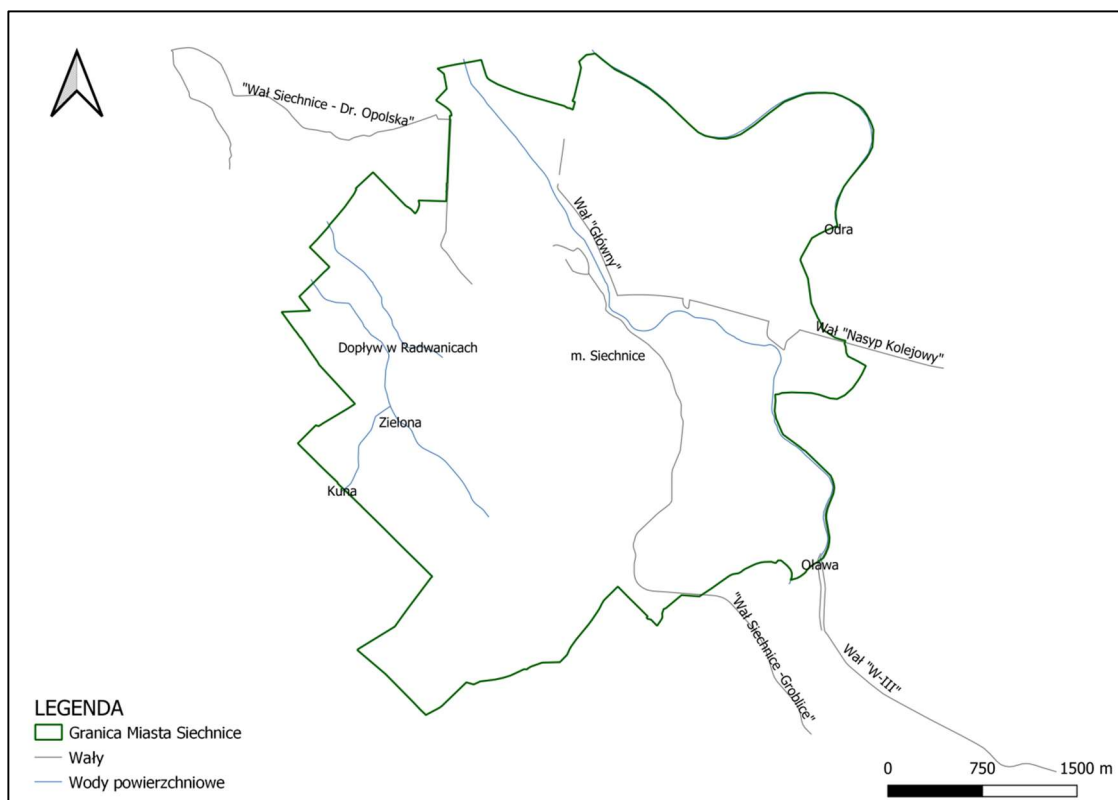 "Wał Siechnice - Dr. Opolska"
Wał "Główny"
Odra
Wał "Nasyp Kolejowy"
Dopływ w Radwanicach
m. Siechnice
Zielona
Kuna
Oława
"Wał Siechnice -Groblice"
Wał "W-III"
LEGENDA
Granica Miasta Siechnice
Wały
Wody powierzchniowe
0 750 1500 m